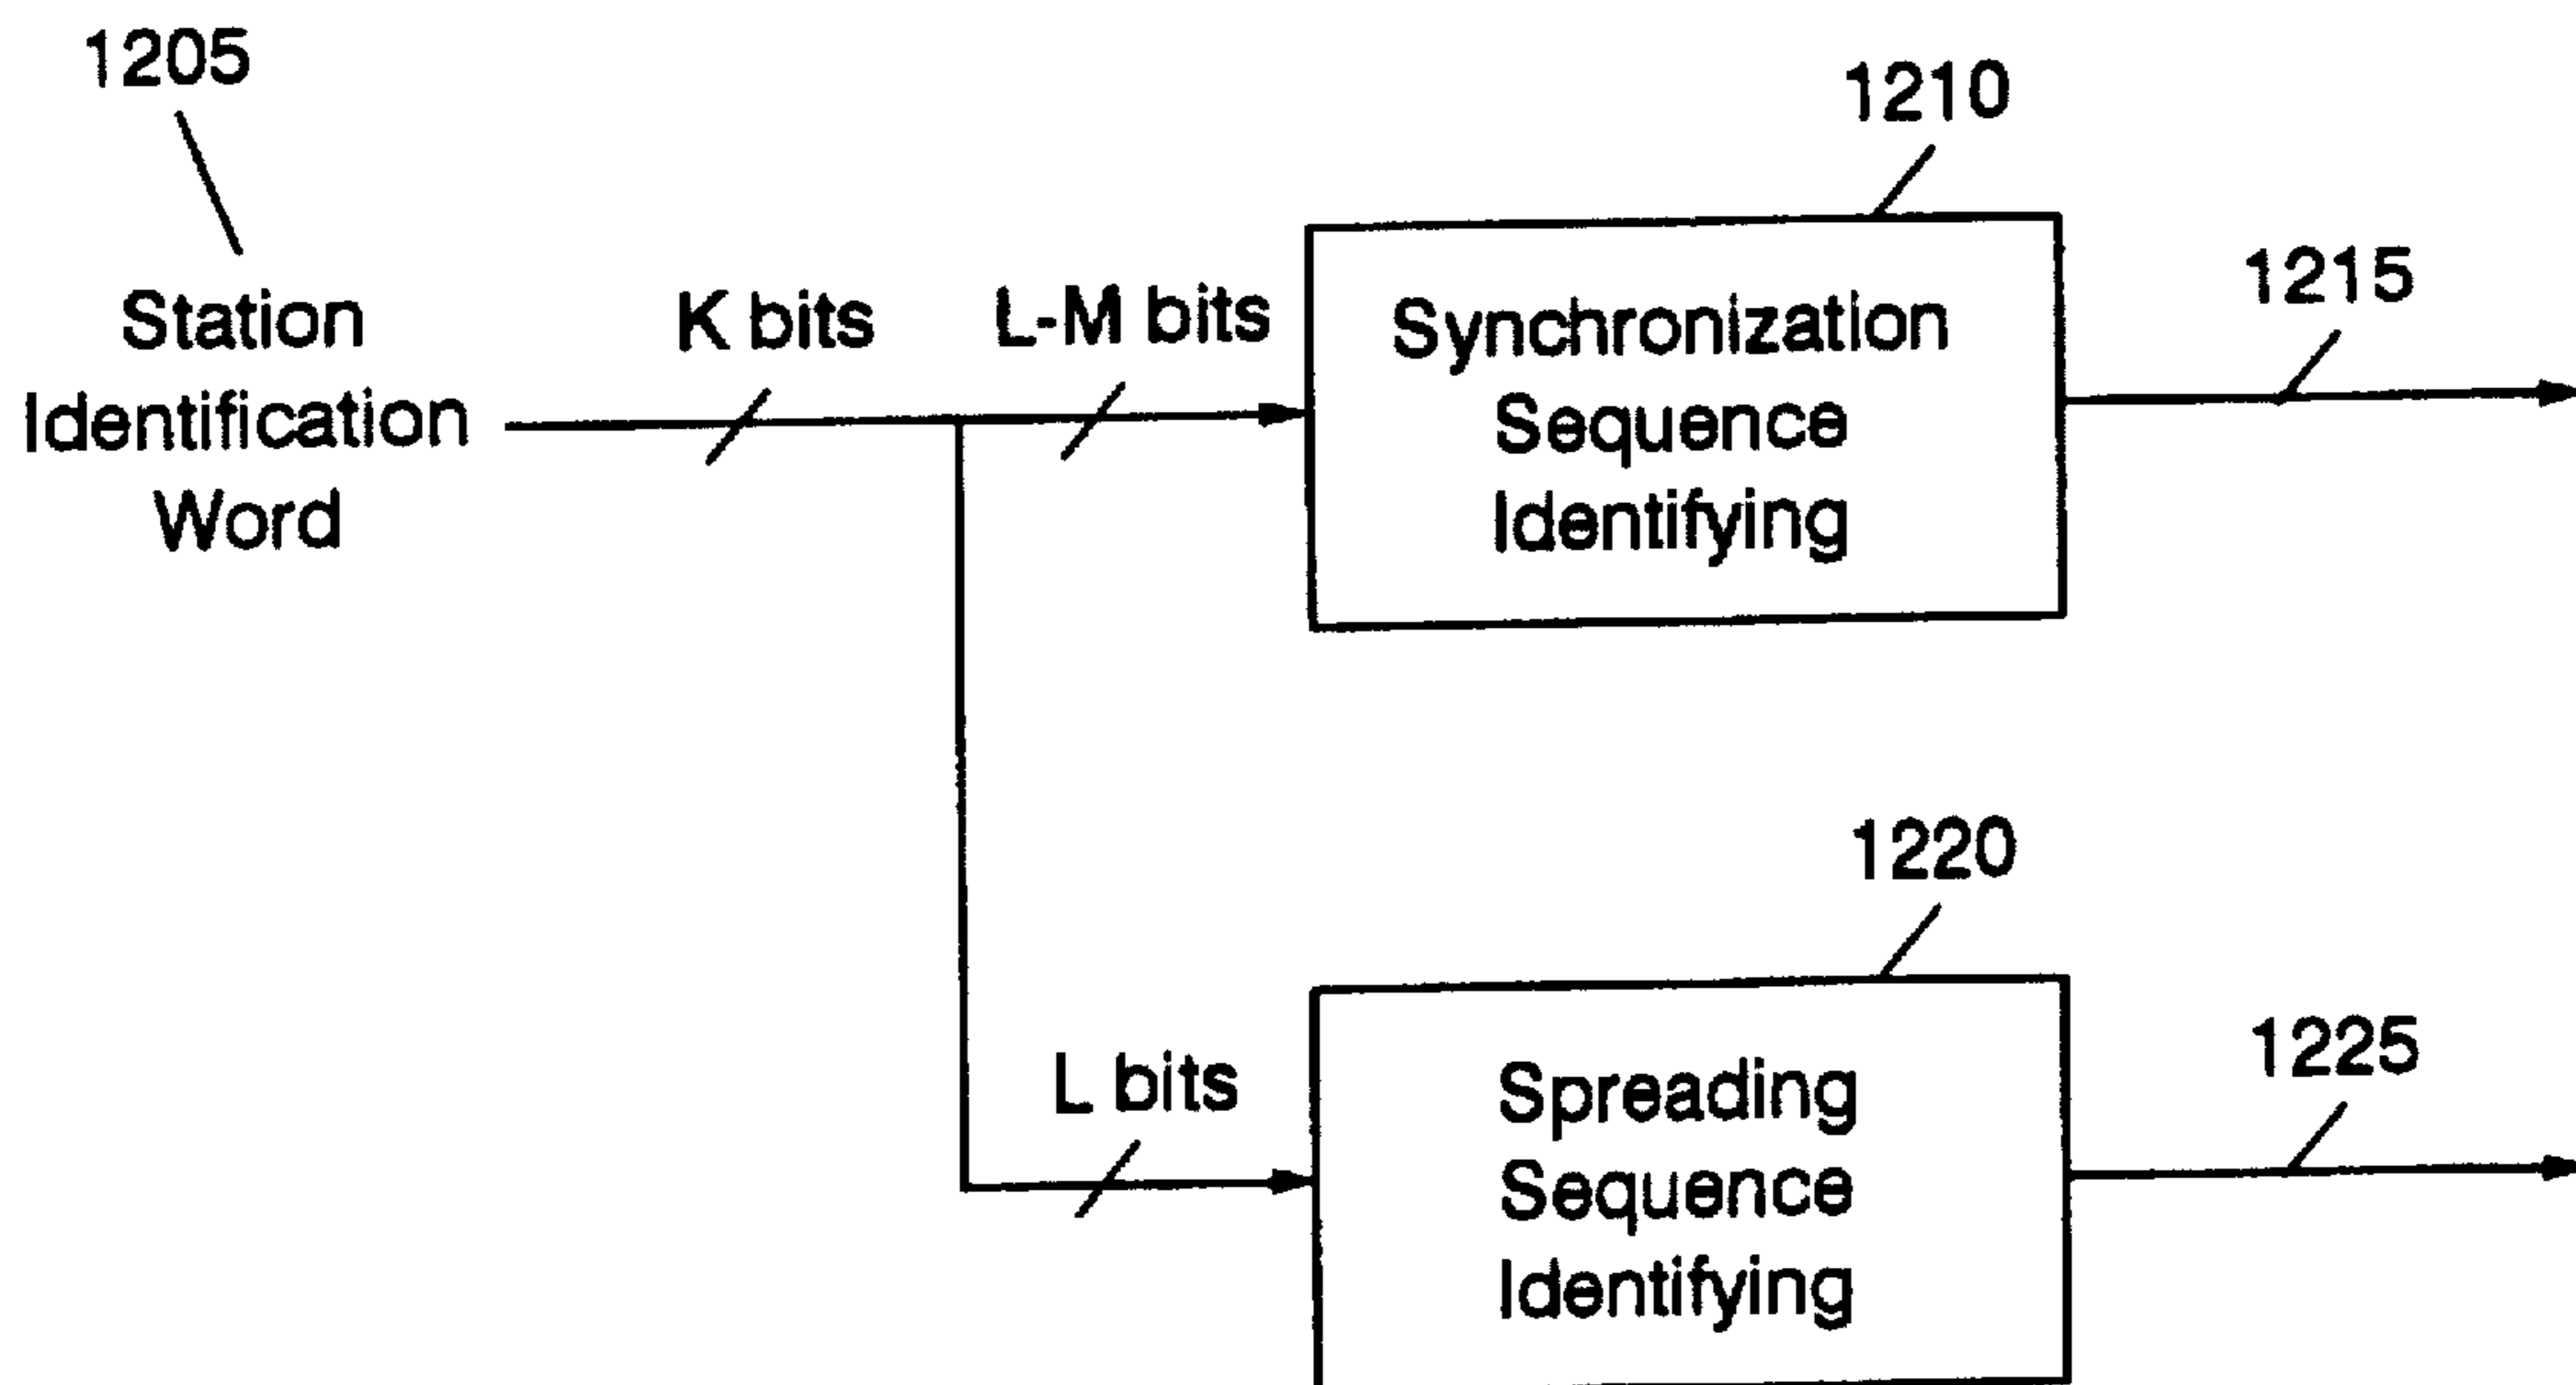 1205
Station
Identification
Word
K bits
L-M bits
1210
Synchronization
Sequence
Identifying
1215
L bits
1220
Spreading
Sequence
Identifying
1225